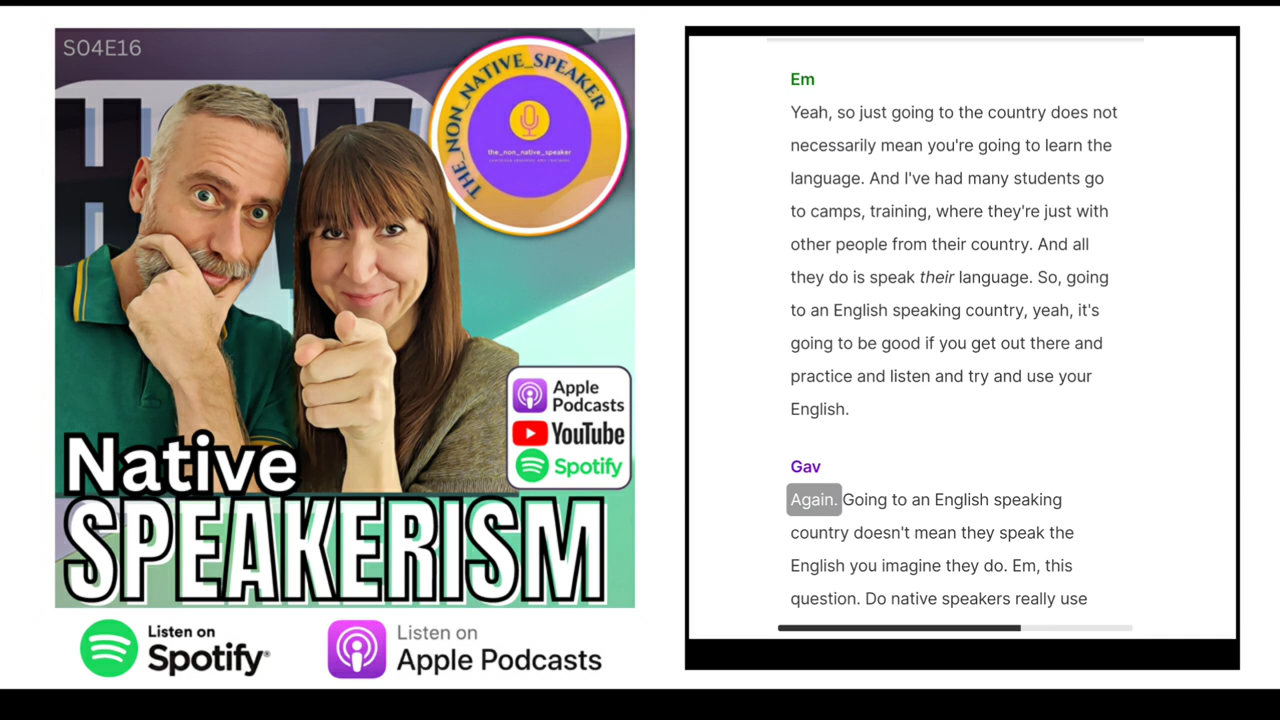 S04E16
THE_NON_NATIVE_SPEAKER
the_non_native_speaker
Apple
Podcasts
YouTube
Spotify
Native
SPEAKERISM
Listen on
Spotify®
Listen on
Apple Podcasts
Em
Yeah, so just going to the country does not
necessarily mean you're going to learn the
language. And I've had many students go
to camps, training, where they're just with
other people from their country. And all
they do is speak their language. So, going
to an English speaking country, yeah, it's
going to be good if you get out there and
practice and listen and try and use your
English.
Gav
Again. Going to an English speaking
country doesn't mean they speak the
English you imagine they do. Em, this
question. Do native speakers really use